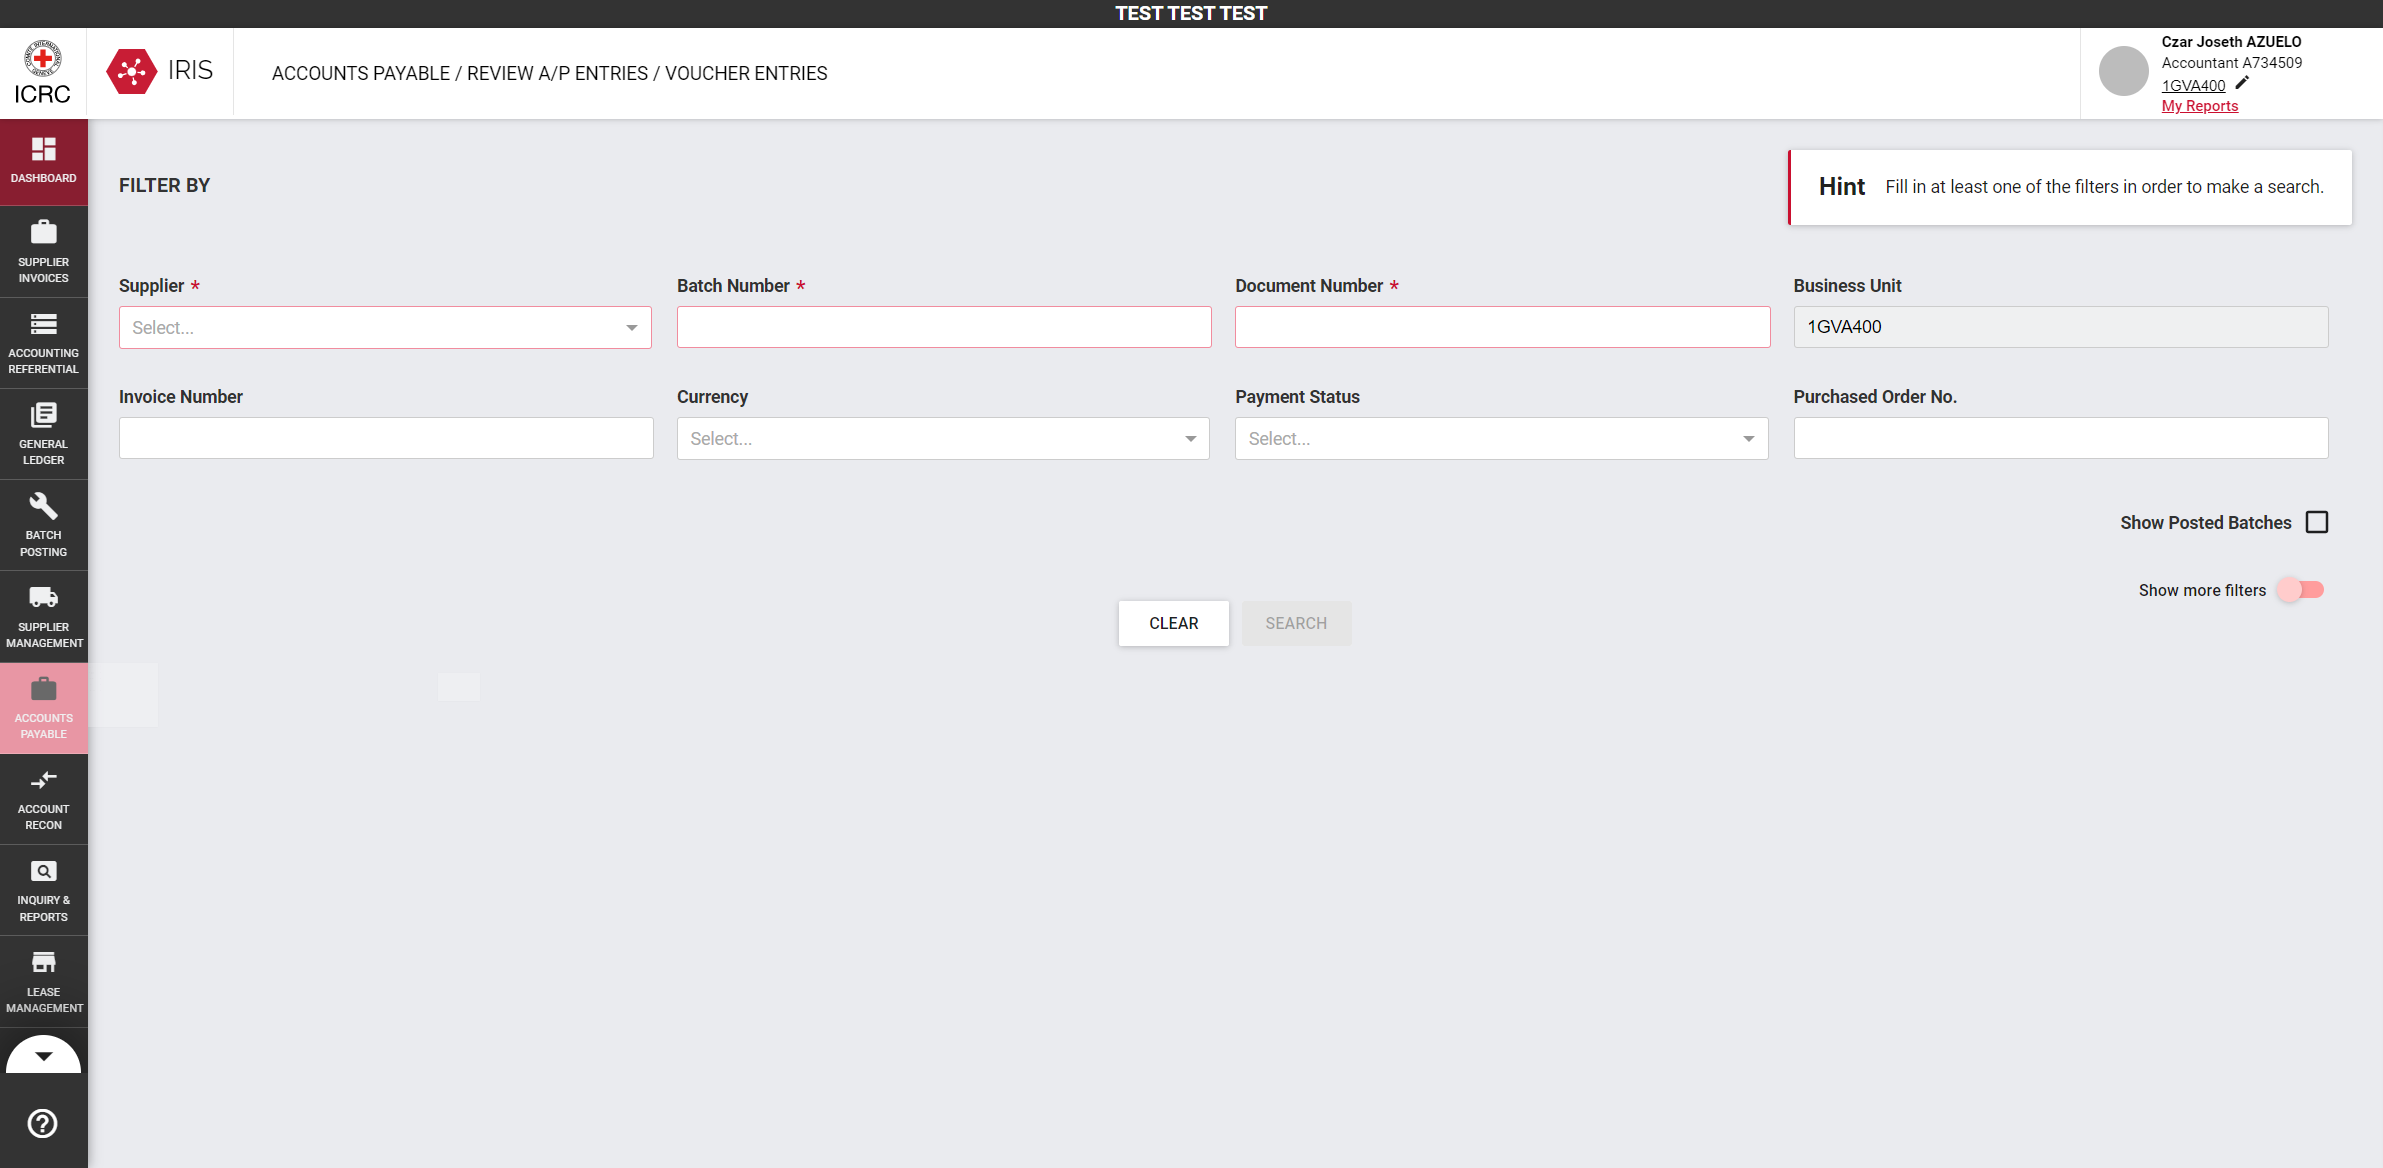 TEST TEST TEST
ICRC
IRIS
ACCOUNTS PAYABLE / REVIEW A/P ENTRIES / VOUCHER ENTRIES
Czar Joseth AZUELO
Accountant A734509
1GVA400
My Reports
DASHBOARD
SUPPLIER
INVOICES
ACCOUNTING
REFERENTIAL
GENERAL
LEDGER
BATCH
POSTING
SUPPLIER
MANAGEMENT
ACCOUNTS
PAYABLE
ACCOUNT
RECON
INQUIRY &
REPORTS
LEASE
MANAGEMENT
FILTER BY
Hint Fill in at least one of the filters in order to make a search.
Supplier * Batch Number * Document Number * Business Unit
Select... 1GVA400
Invoice Number Currency Payment Status Purchased Order No.
Select... Select...
Show Posted Batches
Show more filters
CLEAR SEARCH